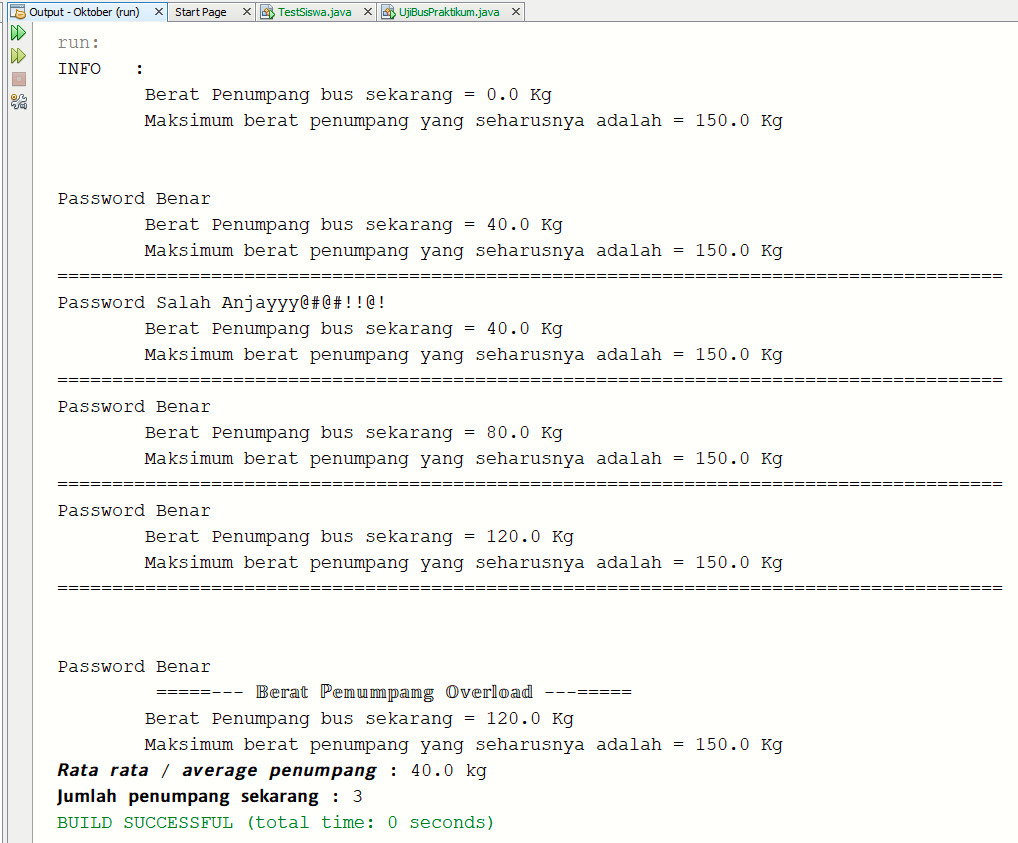 Output - Oktober (run) Start Page TestSiswa.java UjiBusPraktikum.java
run:
INFO :
Berat Penumpang bus sekarang = 0.0 Kg
Maksimum berat penumpang yang seharusnya adalah = 150.0 Kg
Password Benar
Berat Penumpang bus sekarang = 40.0 Kg
Maksimum berat penumpang yang seharusnya adalah = 150.0 Kg
======================================================================================
Password Salah Anjayyy@#@#!!@!
Berat Penumpang bus sekarang = 40.0 Kg
Maksimum berat penumpang yang seharusnya adalah = 150.0 Kg
======================================================================================
Password Benar
Berat Penumpang bus sekarang = 80.0 Kg
Maksimum berat penumpang yang seharusnya adalah = 150.0 Kg
======================================================================================
Password Benar
Berat Penumpang bus sekarang = 120.0 Kg
Maksimum berat penumpang yang seharusnya adalah = 150.0 Kg
======================================================================================
Password Benar
=====--- 𝔹erat ℙenumpang 𝕆verload ---=====
Berat Penumpang bus sekarang = 120.0 Kg
Maksimum berat penumpang yang seharusnya adalah = 150.0 Kg
Rata rata / average penumpang : 40.0 kg
Jumlah penumpang sekarang : 3
BUILD SUCCESSFUL (total time: 0 seconds)